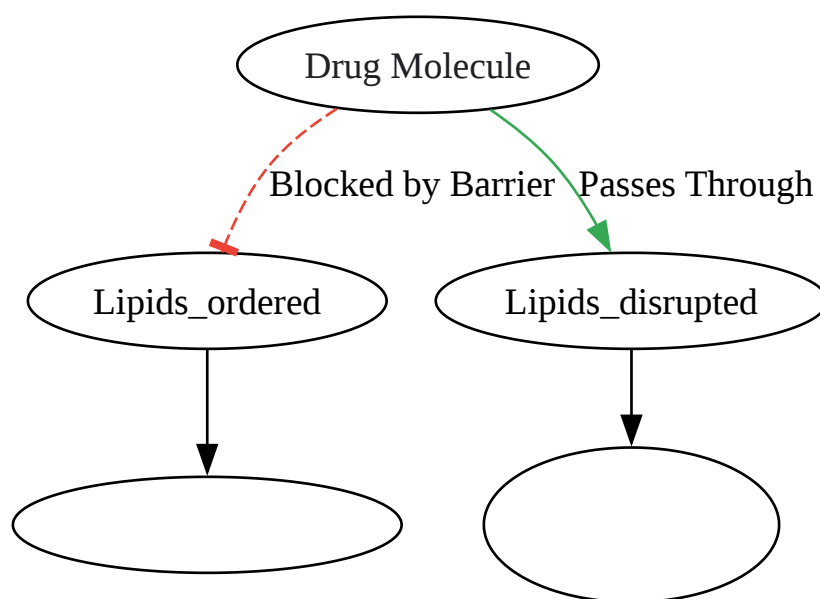 Drug Molecule
Blocked by Barrier
Passes Through
Lipids_ordered
Lipids_disrupted